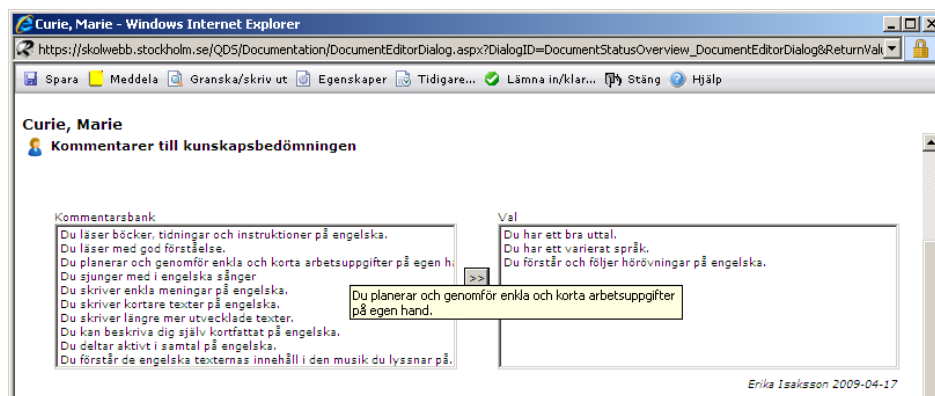 Curie, Marie - Windows Internet Explorer
https://skolwebb.stockholm.se/QDS/Documentation/DocumentEditorDialog.aspx?DialogID=DocumentStatusOverview_DocumentEditorDialog&ReturnValu
Spara Meddela Granska/skriv ut Egenskaper Tidigare... Lämna in/klar... Stäng Hjälp
Curie, Marie
Kommentarer till kunskapsbedömningen
Kommentarsbank Val
Du läser böcker, tidningar och instruktioner på engelska.
Du läser med god förståelse.
Du planerar och genomför enkla och korta arbetsuppgifter på egen ha
Du sjunger med i engelska sånger
Du skriver enkla meningar på engelska.
Du skriver kortare texter på engelska.
Du skriver längre mer utvecklade texter.
Du kan beskriva dig själv kortfattat på engelska.
Du deltar aktivt i samtal på engelska.
Du förstår de engelska texternas innehåll i den musik du lyssnar på.
>>
Du planerar och genomför enkla och korta arbetsuppgifter
på egen hand.
Du har ett bra uttal.
Du har ett varierat språk.
Du förstår och följer hörövningar på engelska.
Erika Isaksson 2009-04-17